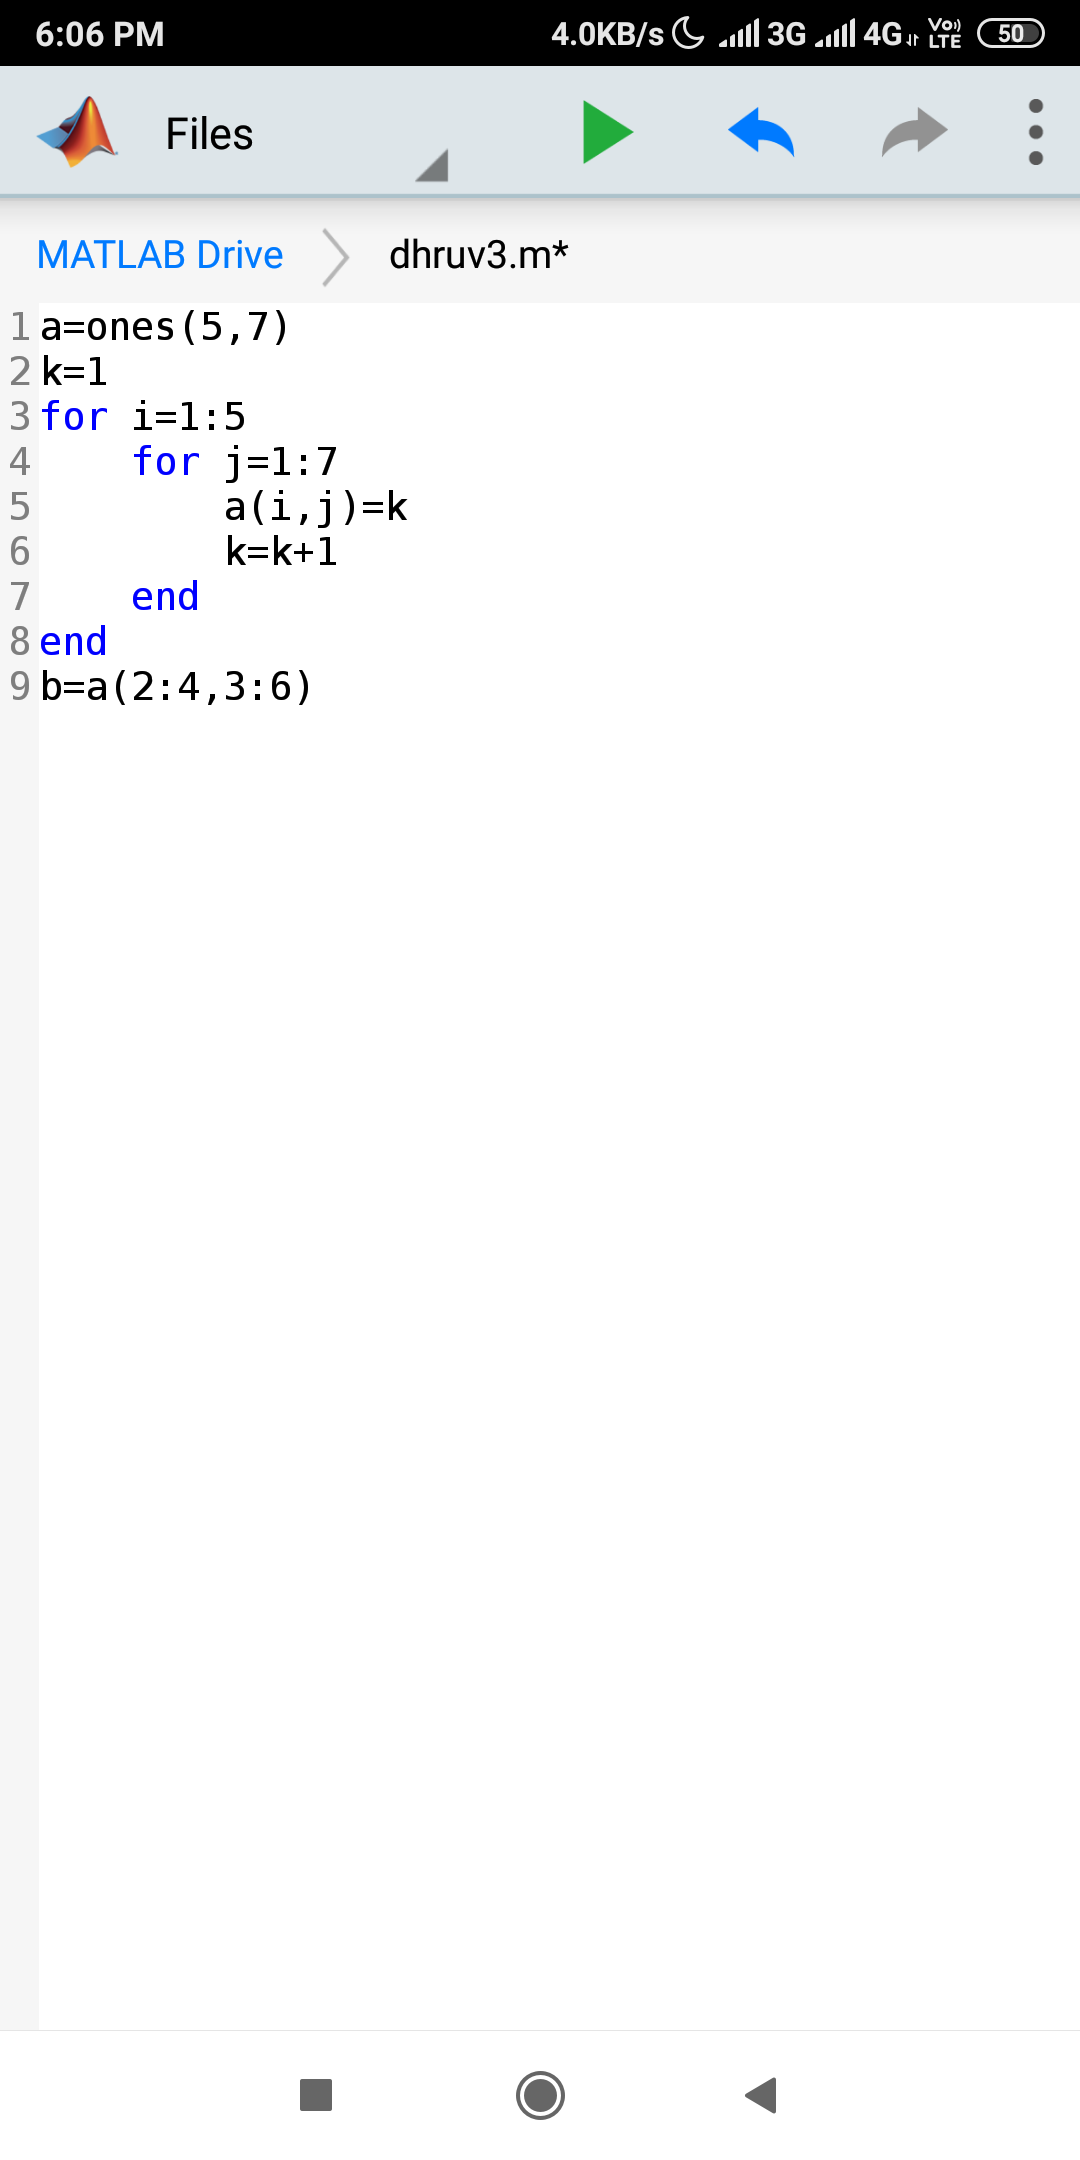 6:06 PM 4.0KB/s 3G 4G Vo LTE 50
Files
MATLAB Drive dhruv3.m*
1 a=ones(5,7)
2 k=1
3 for i=1:5
4     for j=1:7
5         a(i,j)=k
6         k=k+1
7     end
8 end
9 b=a(2:4,3:6)